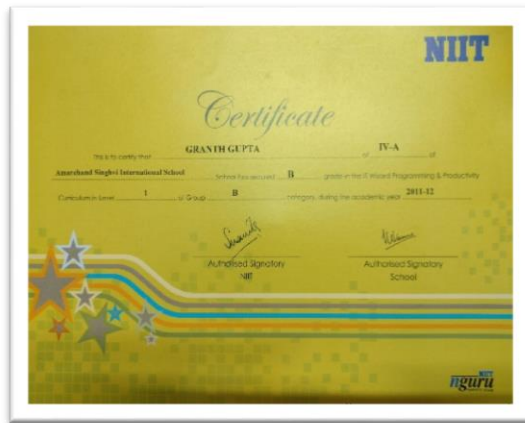 NIIT
Certificate
This is to certify that GRANTH GUPTA of IV-A of
Amarchand Singhvi International School School has secured B grade in the IT Wizard Programming & Productivity
Curriculum in Level 1 of Group B category, during the academic year 2011-12
Authorised Signatory Authorised Signatory
NIIT School
NIIT
nguru